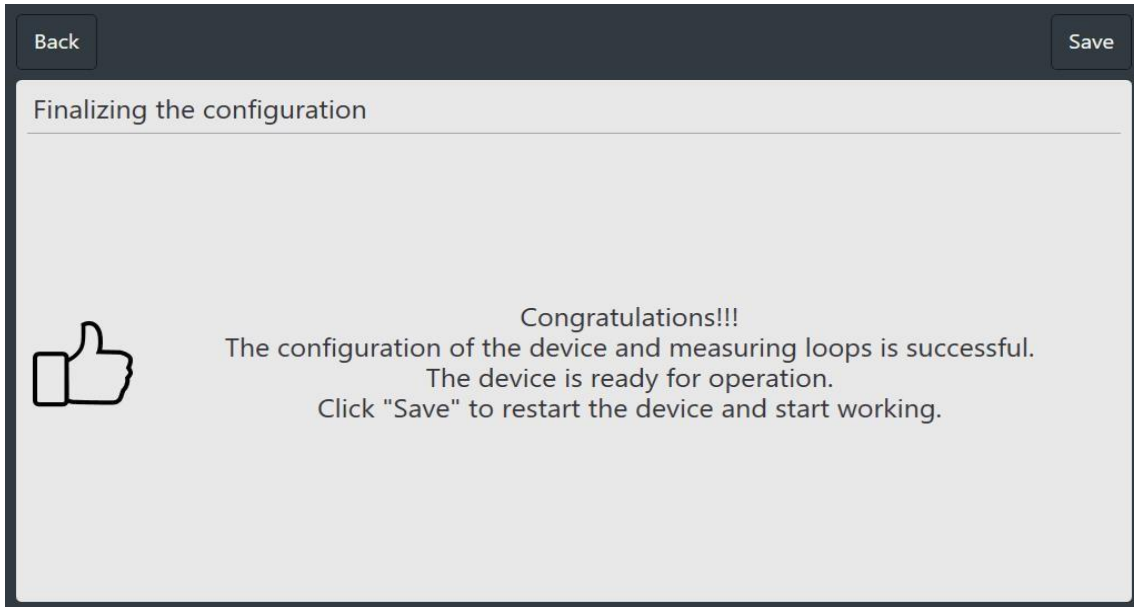 Back
Save
Finalizing the configuration
Congratulations!!!
The configuration of the device and measuring loops is successful.
The device is ready for operation.
Click "Save" to restart the device and start working.